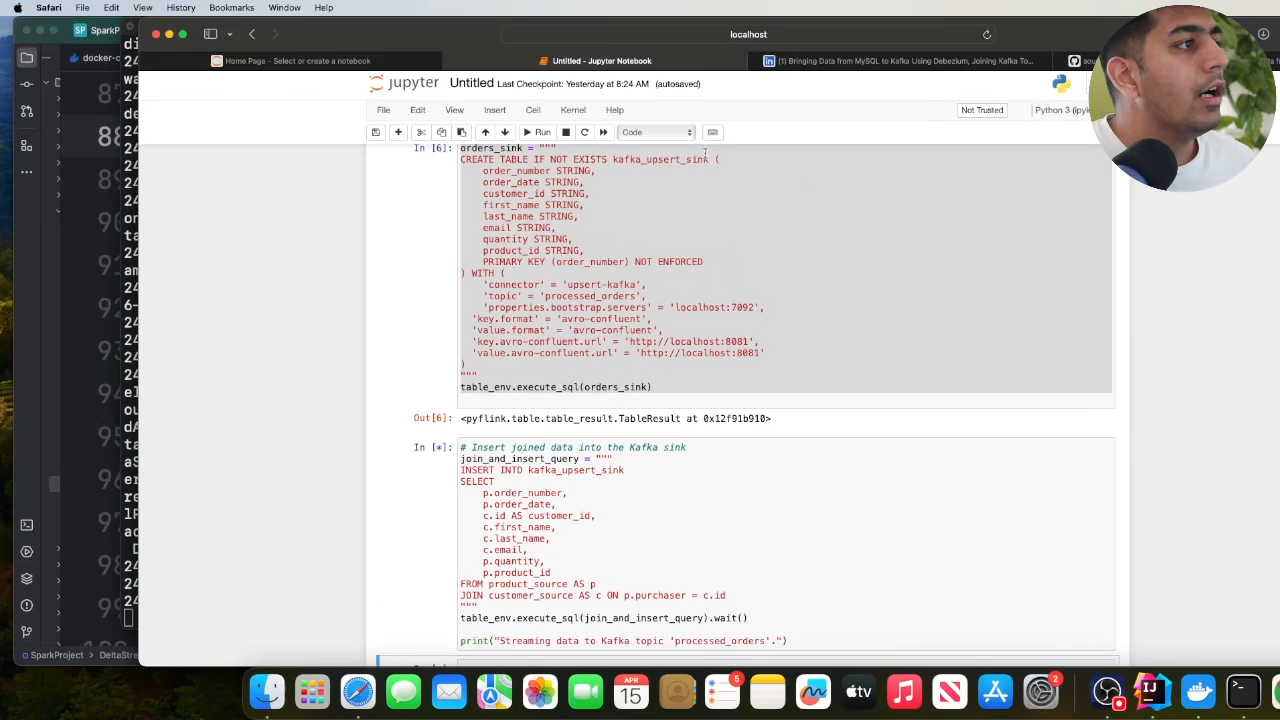 Safari File Edit View
SparkPro
localhost
docker-co
Home Page - Select or create a notebook
Untitled - Jupyter Notebook
(1) Bringing Data from MySQL to Kafka Using Debezium, Joining Kafka To...
sou
jupyter Untitled Last Checkpoint: Yesterday at 8:24 AM (autosaved)
File Edit View Insert Cell Kernel Help
Not Trusted
Python 3 (ipyk
Run
Code
In [6]: orders_sink = """
CREATE TABLE IF NOT EXISTS kafka_upsert_sink (
order_number STRING,
order_date STRING,
customer_id STRING,
first_name STRING,
last_name STRING,
email STRING,
quantity STRING,
product_id STRING,
PRIMARY KEY (order_number) NOT ENFORCED
) WITH (
'connector' = 'upsert-kafka',
'topic' = 'processed_orders',
'properties.bootstrap.servers' = 'localhost:7092',
'key.format' = 'avro-confluent',
'value.format' = 'avro-confluent',
'key.avro-confluent.url' = 'http://localhost:8081',
'value.avro-confluent.url' = 'http://localhost:8081'
)
"""
table_env.execute_sql(orders_sink)
Out[6]: <pyflink.table.table_result.TableResult at 0x12f91b910>
In [*]: # Insert joined data into the Kafka sink
join_and_insert_query = """
INSERT INTO kafka_upsert_sink
SELECT
p.order_number,
p.order_date,
c.id AS customer_id,
c.first_name,
c.last_name,
c.email,
p.quantity,
p.product_id
FROM product_source AS p
JOIN customer_source AS c ON p.purchaser = c.id
"""
table_env.execute_sql(join_and_insert_query).wait()
print("Streaming data to Kafka topic 'processed_orders'.")
SparkProject
DeltaStre
APR
15
5
tv
2